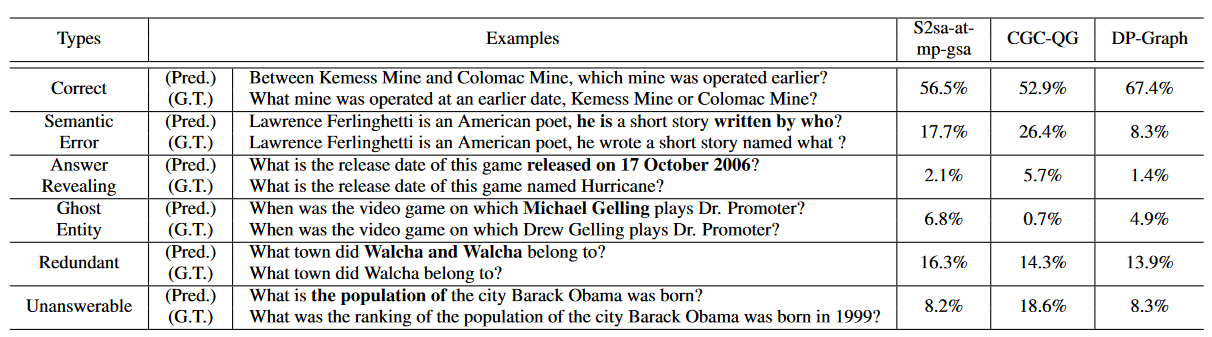 Types Examples S2sa-at-mp-gsa CGC-QG DP-Graph
Correct (Pred.) Between Kemess Mine and Colomac Mine, which mine was operated earlier? 56.5% 52.9% 67.4%
(G.T.) What mine was operated at an earlier date, Kemess Mine or Colomac Mine?
Semantic Error (Pred.) Lawrence Ferlinghetti is an American poet, he is a short story written by who? 17.7% 26.4% 8.3%
(G.T.) Lawrence Ferlinghetti is an American poet, he wrote a short story named what ?
Answer Revealing (Pred.) What is the release date of this game released on 17 October 2006? 2.1% 5.7% 1.4%
(G.T.) What is the release date of this game named Hurricane?
Ghost Entity (Pred.) When was the video game on which Michael Gelling plays Dr. Promoter? 6.8% 0.7% 4.9%
(G.T.) When was the video game on which Drew Gelling plays Dr. Promoter?
Redundant (Pred.) What town did Walcha and Walcha belong to? 16.3% 14.3% 13.9%
(G.T.) What town did Walcha belong to?
Unanswerable (Pred.) What is the population of the city Barack Obama was born? 8.2% 18.6% 8.3%
(G.T.) What was the ranking of the population of the city Barack Obama was born in 1999?